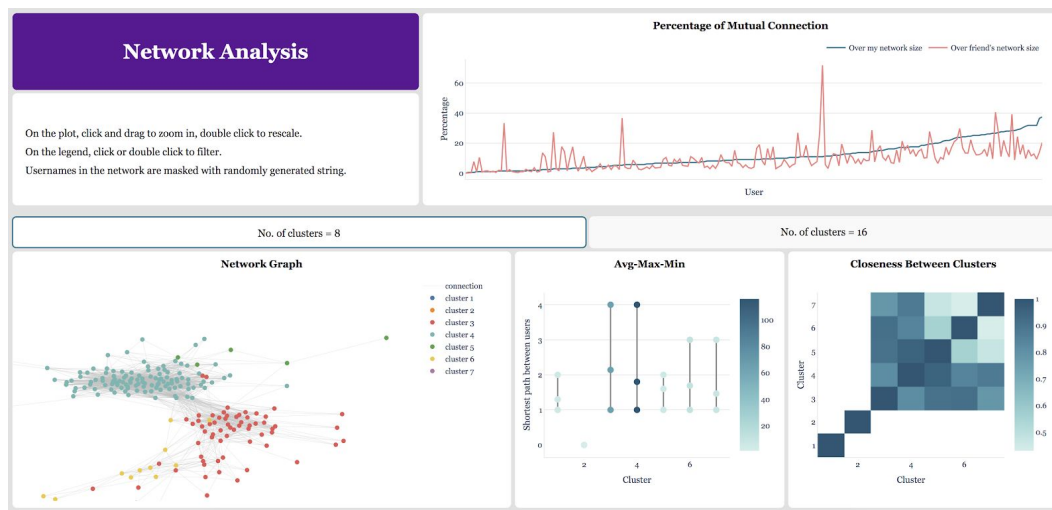 Network Analysis
On the plot, click and drag to zoom in, double click to rescale.
On the legend, click or double click to filter.
Usernames in the network are masked with randomly generated string.
Percentage of Mutual Connection
Over my network size
Over friend's network size
60
40
20
0
Percentage
User
No. of clusters = 8
No. of clusters = 16
Network Graph
connection
cluster 1
cluster 2
cluster 3
cluster 4
cluster 5
cluster 6
cluster 7
Avg-Max-Min
4
3
2
1
0
Shortest path between users
2
4
6
Cluster
100
80
60
40
20
Closeness Between Clusters
7
6
5
4
3
2
1
Cluster
2
4
6
Cluster
1
0.9
0.8
0.7
0.6
0.5